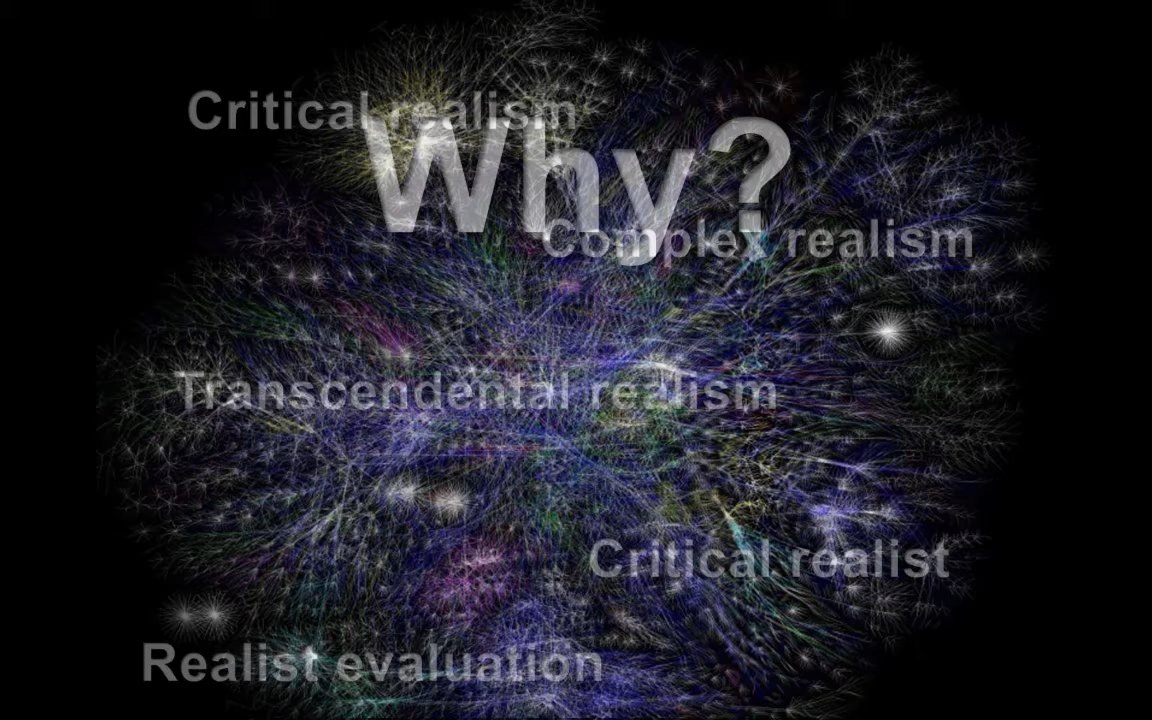 Critical realism
Why?
Complex realism
Transcendental realism
Critical realist
Realist evaluation